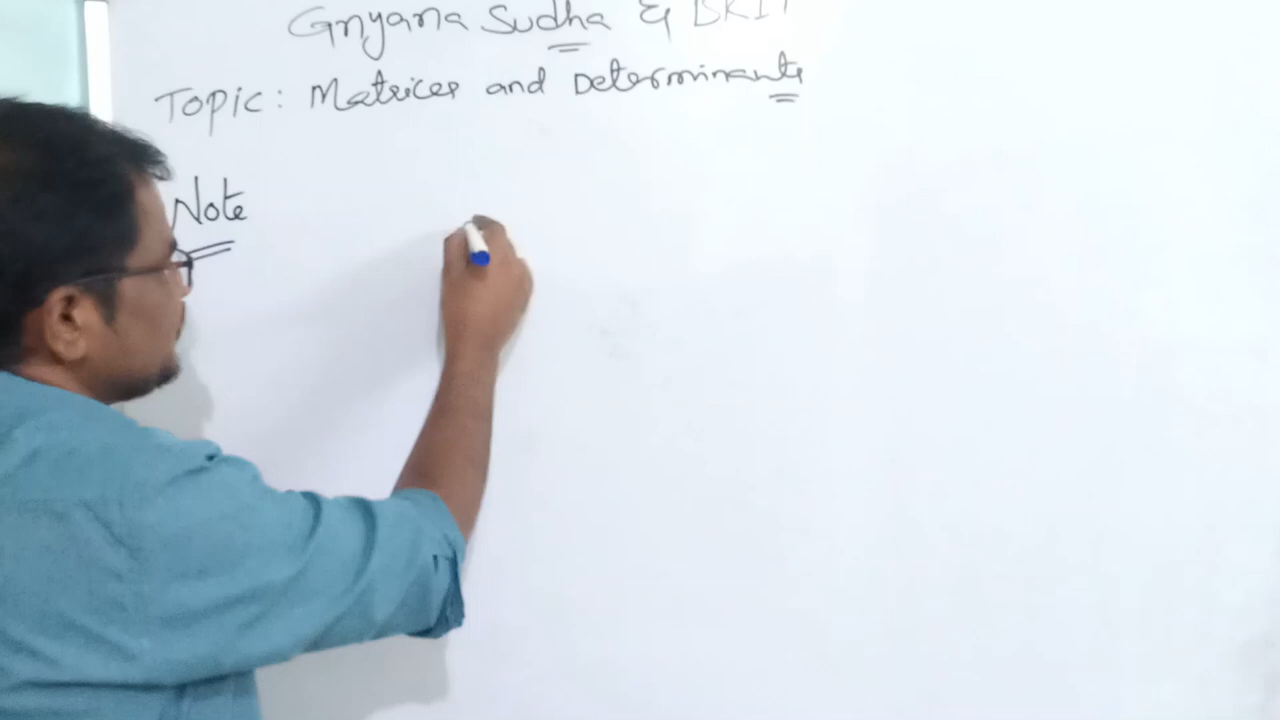 Gnyana Sudha &
Topic: Matrices and Determinants
Note